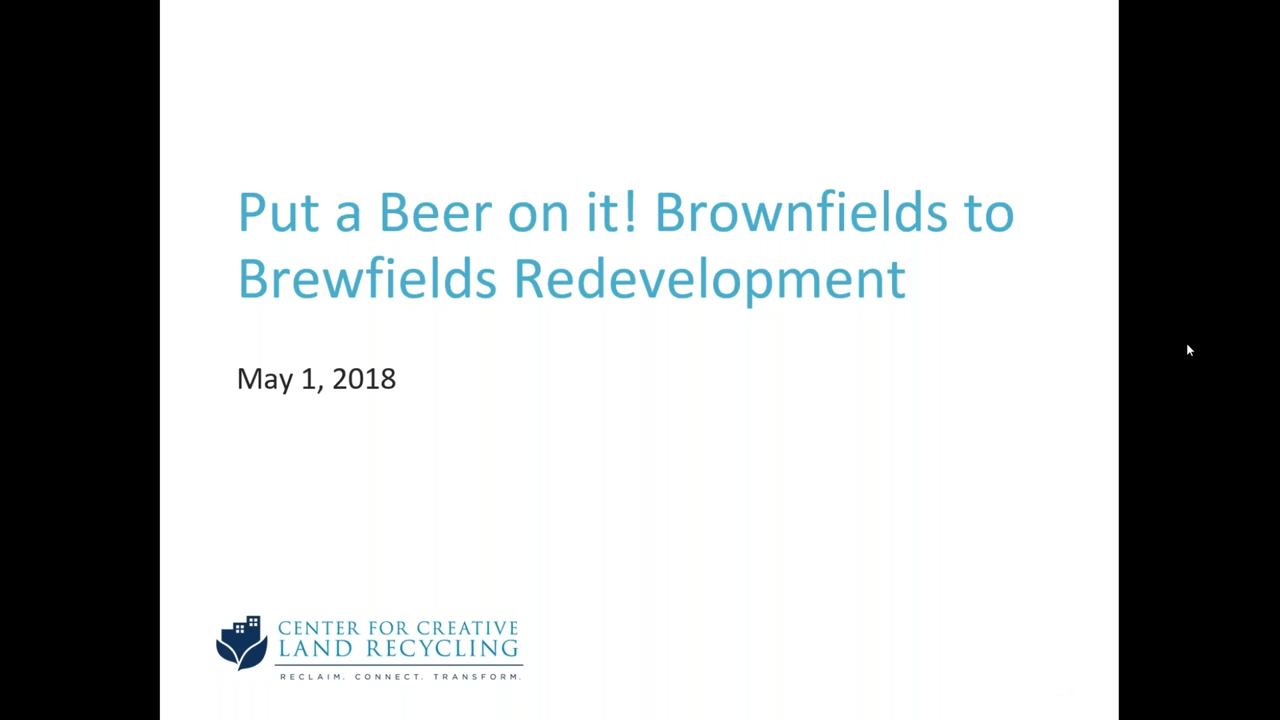 Put a Beer on it! Brownfields to
Brewfields Redevelopment
May 1, 2018
CENTER FOR CREATIVE
LAND RECYCLING
RECLAIM. CONNECT. TRANSFORM.